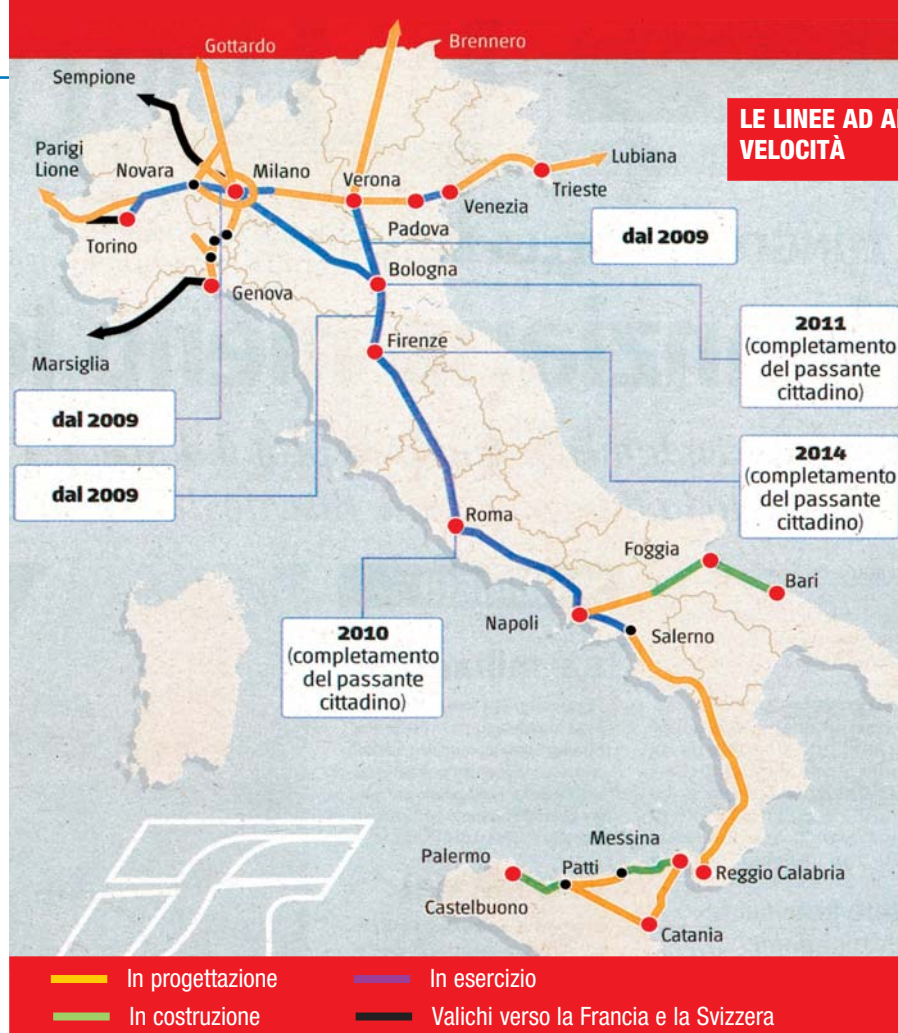 Gottardo
Brennero
Sempione
LE LINEE AD
VELOCITÀ
Parigi
Lione
Novara
Milano
Verona
Lubiana
Trieste
Venezia
Padova
Torino
dal 2009
Bologna
Genova
2011
(completamento
del passante
cittadino)
Firenze
Marsiglia
dal 2009
2014
(completamento
del passante
cittadino)
dal 2009
Roma
Foggia
Bari
Napoli
Salerno
2010
(completamento
del passante
cittadino)
Messina
Palermo
Patti
Reggio Calabria
Castelbuono
Catania
In progettazione
In esercizio
In costruzione
Valichi verso la Francia e la Svizzera